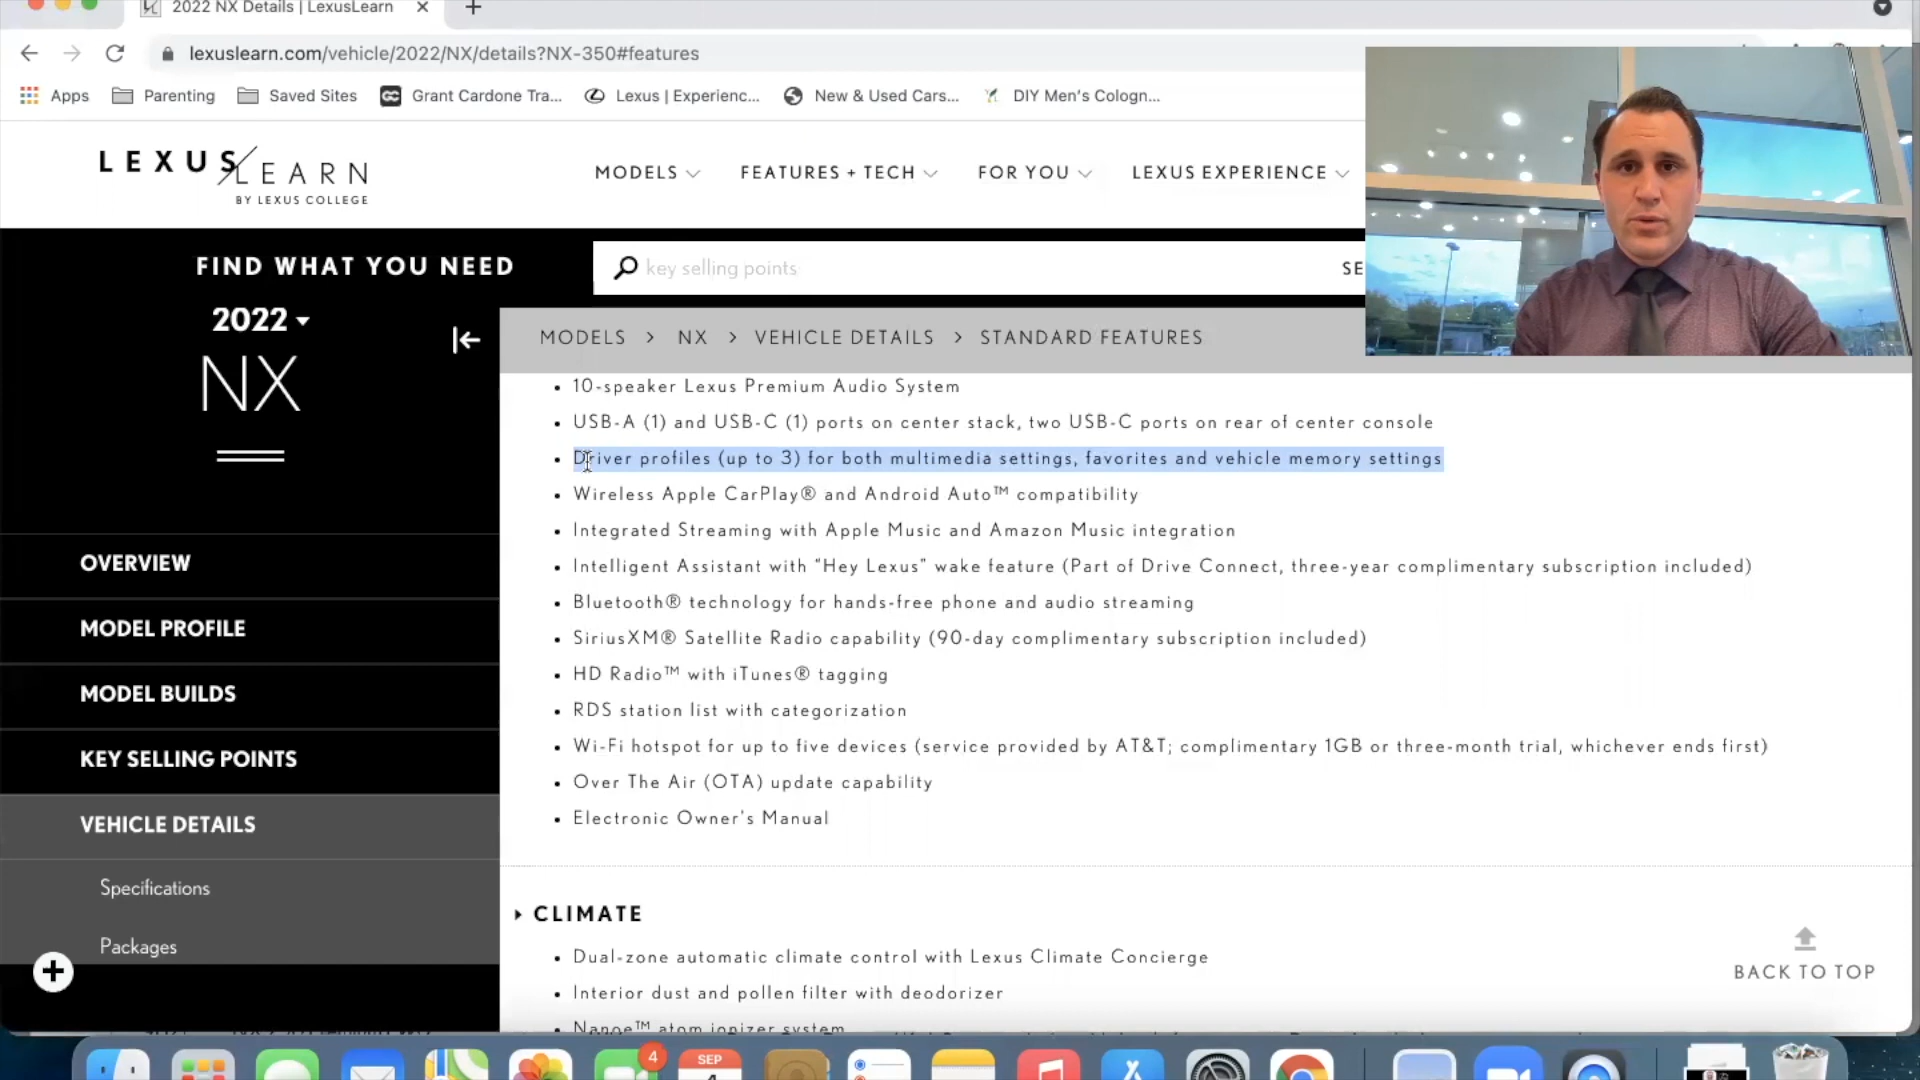 2022 NX Details | LexusLearn
lexuslearn.com/vehicle/2022/NX/details?NX-350#features
Apps Parenting Saved Sites Grant Cardone Tra... Lexus | Experienc... New & Used Cars... DIY Men's Cologn...
LEXUS LEARN
BY LEXUS COLLEGE
MODELS FEATURES + TECH FOR YOU LEXUS EXPERIENCE
FIND WHAT YOU NEED
key selling points
SE
2022
NX
MODELS > NX > VEHICLE DETAILS > STANDARD FEATURES
10-speaker Lexus Premium Audio System
USB-A (1) and USB-C (1) ports on center stack, two USB-C ports on rear of center console
Driver profiles (up to 3) for both multimedia settings, favorites and vehicle memory settings
Wireless Apple CarPlay® and Android Auto™ compatibility
Integrated Streaming with Apple Music and Amazon Music integration
Intelligent Assistant with “Hey Lexus” wake feature (Part of Drive Connect, three-year complimentary subscription included)
Bluetooth® technology for hands-free phone and audio streaming
SiriusXM® Satellite Radio capability (90-day complimentary subscription included)
HD Radio™ with iTunes® tagging
RDS station list with categorization
Wi-Fi hotspot for up to five devices (service provided by AT&T; complimentary 1GB or three-month trial, whichever ends first)
Over The Air (OTA) update capability
Electronic Owner's Manual
OVERVIEW
MODEL PROFILE
MODEL BUILDS
KEY SELLING POINTS
VEHICLE DETAILS
Specifications
Packages
CLIMATE
Dual-zone automatic climate control with Lexus Climate Concierge
Interior dust and pollen filter with deodorizer
Nanoe™ atom ionizer system
BACK TO TOP
4
SEP